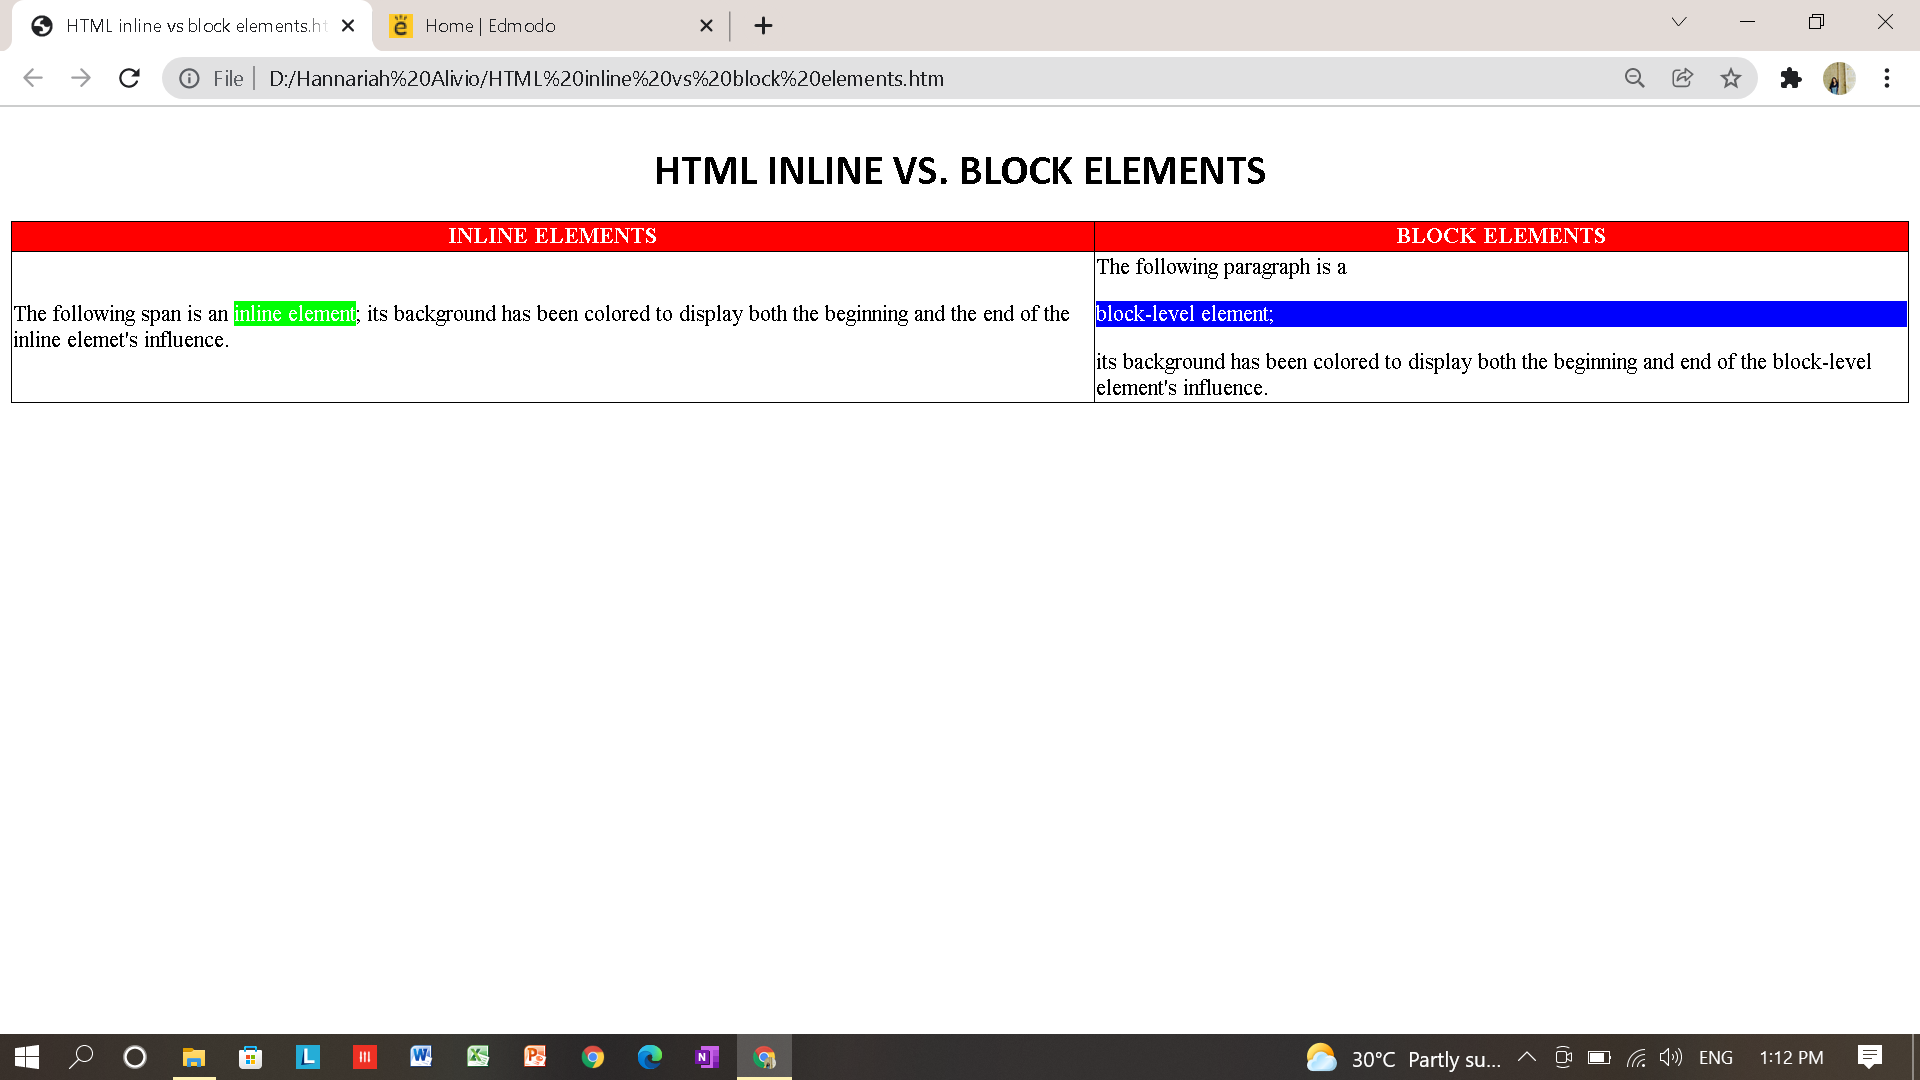 HTML inline vs block elements.ht
Home | Edmodo
File
D:/Hannariah%20Alivio/HTML%20inline%20vs%20block%20elements.htm
HTML INLINE VS. BLOCK ELEMENTS
INLINE ELEMENTS
BLOCK ELEMENTS
The following span is an inline element; its background has been colored to display both the beginning and the end of the
inline elemet's influence.
The following paragraph is a
block-level element;
its background has been colored to display both the beginning and end of the block-level
element's influence.
30°C Partly su...
ENG
1:12 PM